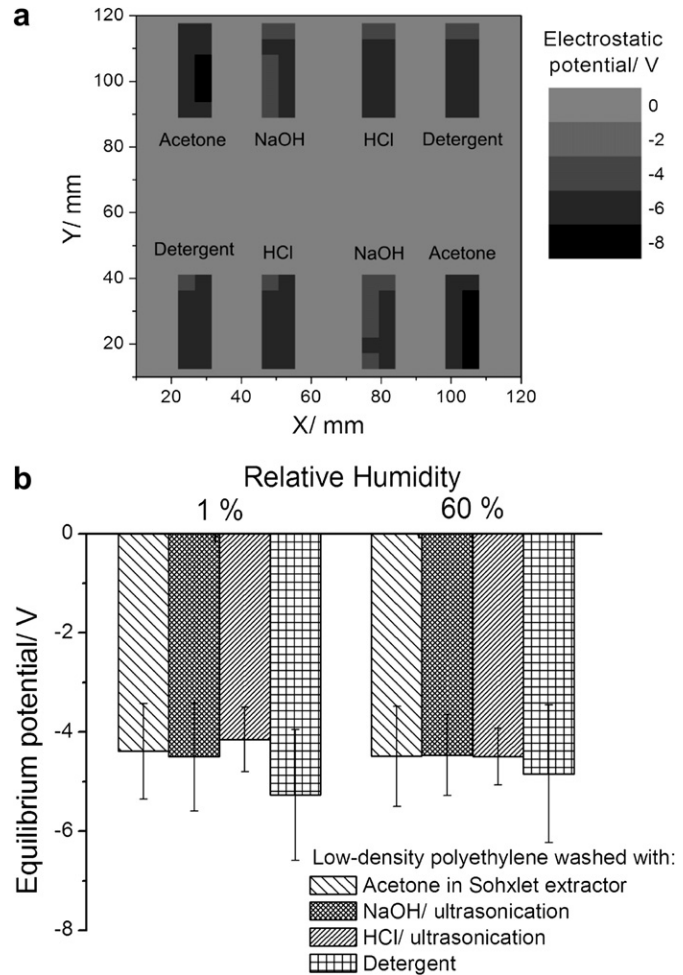 a
Electrostatic
potential/ V
120
100
80
60
40
20
Y/ mm
Acetone NaOH HCl Detergent
Detergent HCl NaOH Acetone
20 40 60 80 100 120
X/ mm
0
-2
-4
-6
-8
b
Relative Humidity
1 % 60 %
0
-2
-4
-6
-8
Equilibrium potential/ V
Low-density polyethylene washed with:
Acetone in Sohxlet extractor
NaOH/ ultrasonication
HCl/ ultrasonication
Detergent